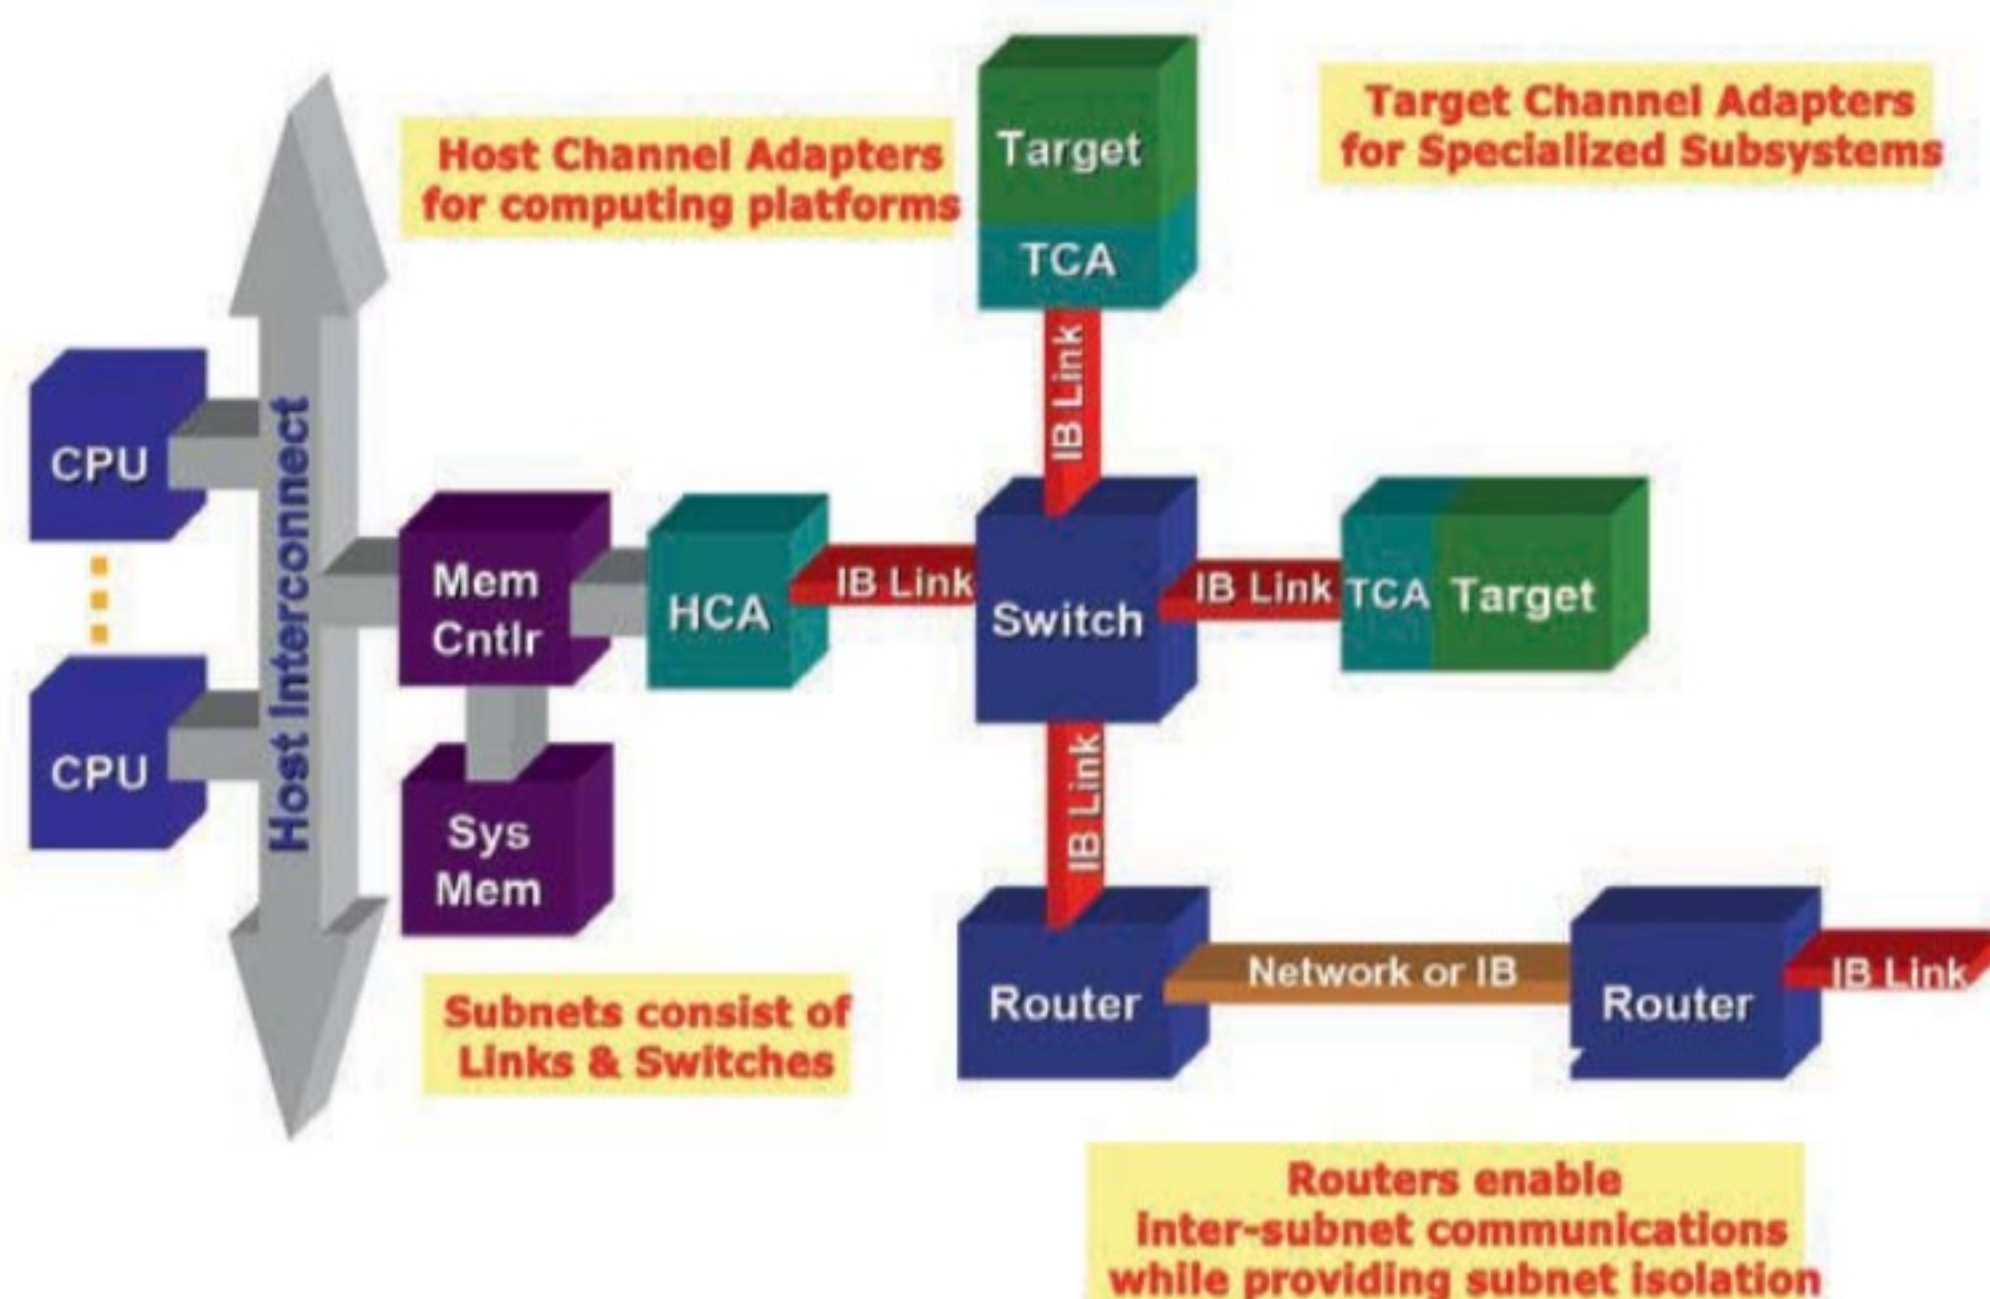 Host Channel Adapters
for computing platforms
Target
TCA
Target Channel Adapters
for Specialized Subsystems
IB Link
CPU
CPU
Host Interconnect
Mem
Cntlr
HCA
IB Link
Switch
IB Link
TCA
Target
Sys
Mem
IB Link
Subnets consist of
Links & Switches
Router
Network or IB
Router
IB Link
Routers enable
inter-subnet communications
while providing subnet isolation